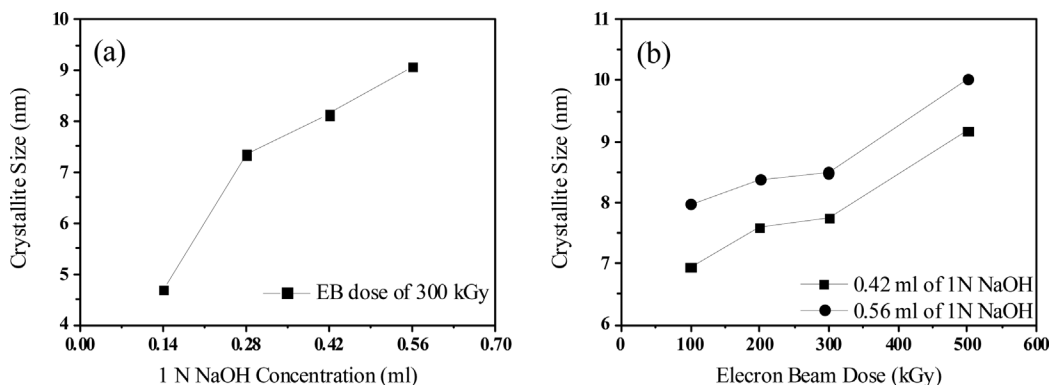 (a)
10
9
8
7
6
5
4
Crystallite Size (nm)
0.00 0.14 0.28 0.42 0.56 0.70
1 N NaOH Concentration (ml)
EB dose of 300 kGy
(b)
11
10
9
8
7
6
Crystallite Size (nm)
0 100 200 300 400 500 600
Elecron Beam Dose (kGy)
0.42 ml of 1N NaOH
0.56 ml of 1N NaOH